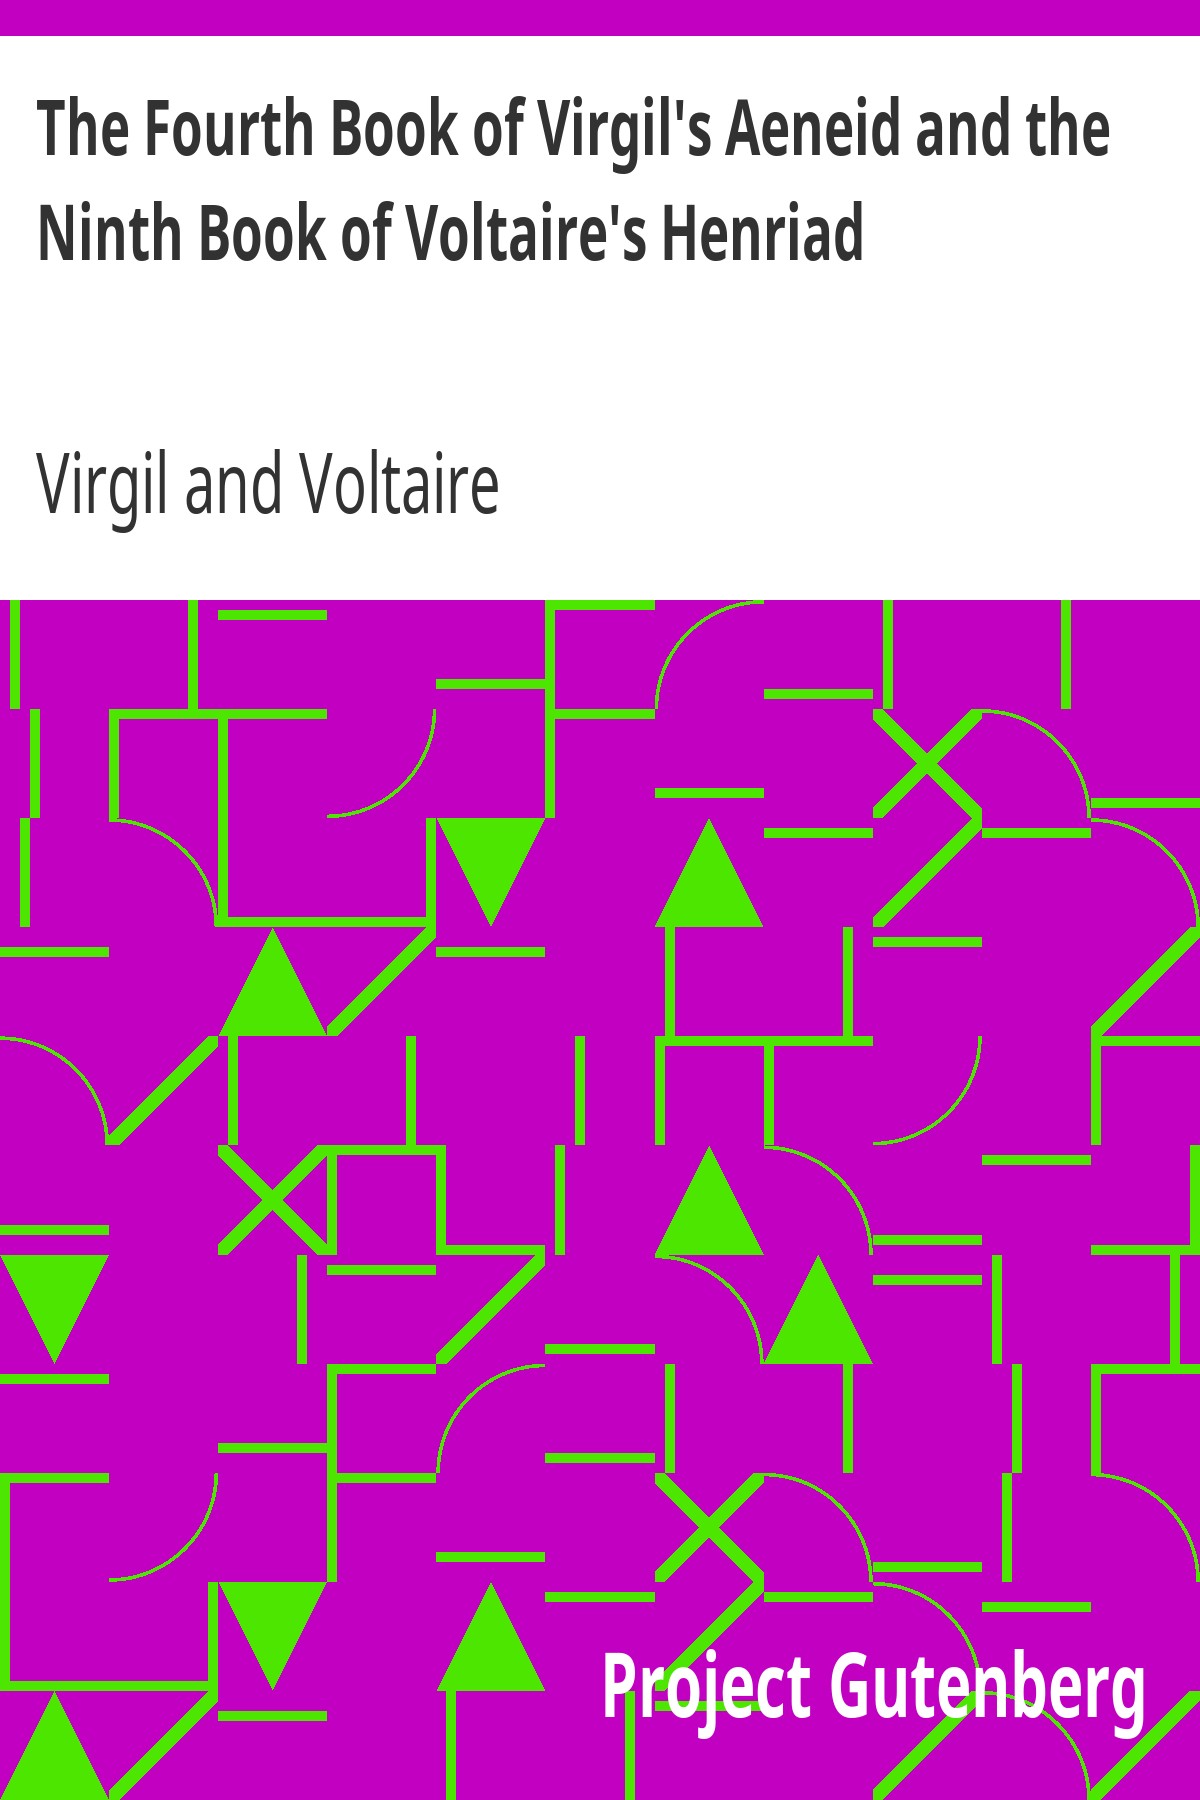 The Fourth Book of Virgil's Aeneid and the
Ninth Book of Voltaire's Henriad
Virgil and Voltaire
Project Gutenberg